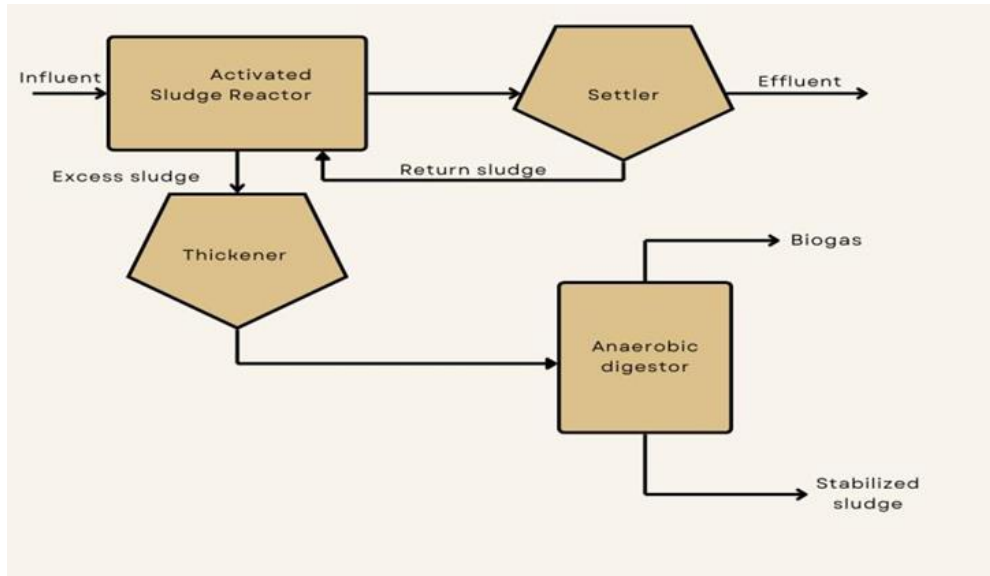 Influent
Activated
Sludge Reactor
Settler
Effluent
Excess sludge
Return sludge
Thickener
Biogas
Anaerobic
digestor
Stabilized
sludge